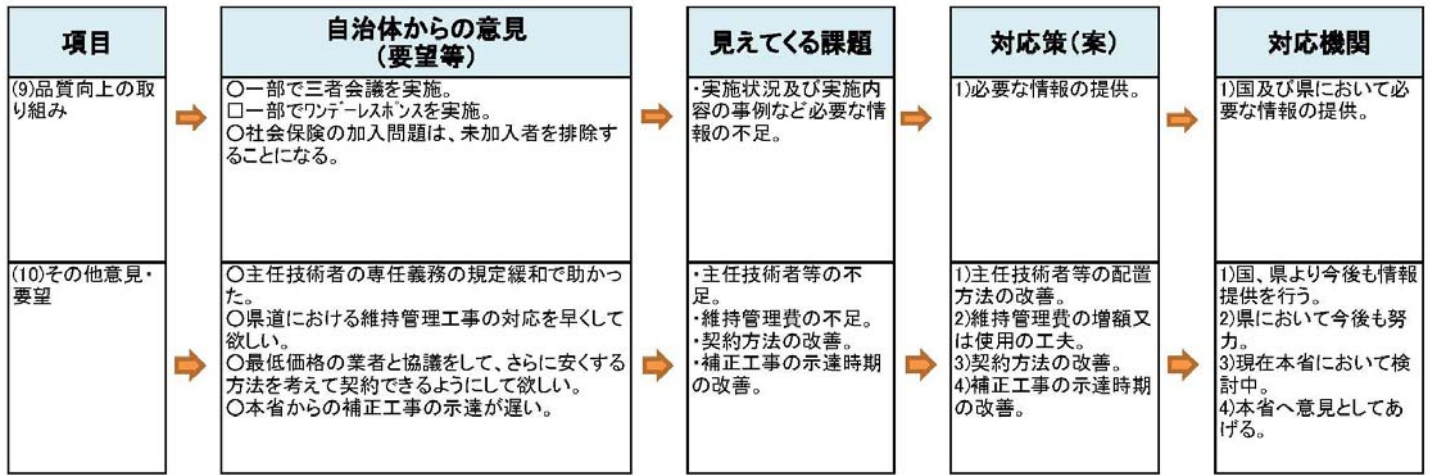 項目
自治体からの意見
(要望等)
見えてくる課題
対応策(案)
対応機関
(9)品質向上の取
り組み
〇一部で三者会議を実施。
□一部でワンデーレスポンスを実施。
〇社会保険の加入問題は、未加入者を排除す
ることになる。
・実施状況及び実施内
容の事例など必要な情
報の不足。
1)必要な情報の提供。
1)国及び県において必
要な情報の提供。
(10)その他意見・
要望
〇主任技術者の専任義務の規定緩和で助かっ
た。
〇県道における維持管理工事の対応を早くして
欲しい。
〇最低価格の業者と協議をして、さらに安くする
方法を考えて契約できるようにして欲しい。
〇本省からの補正工事の示達が遅い。
・主任技術者等の不
足。
・維持管理費の不足。
・契約方法の改善。
・補正工事の示達時期
の改善。
1)主任技術者等の配置
方法の改善。
2)維持管理費の増額又
は使用の工夫。
3)契約方法の改善。
4)補正工事の示達時期
の改善。
1)国、県より今後も情報
提供を行う。
2)県において今後も努
力。
3)現在本省において検
討中。
4)本省へ意見としてあ
げる。